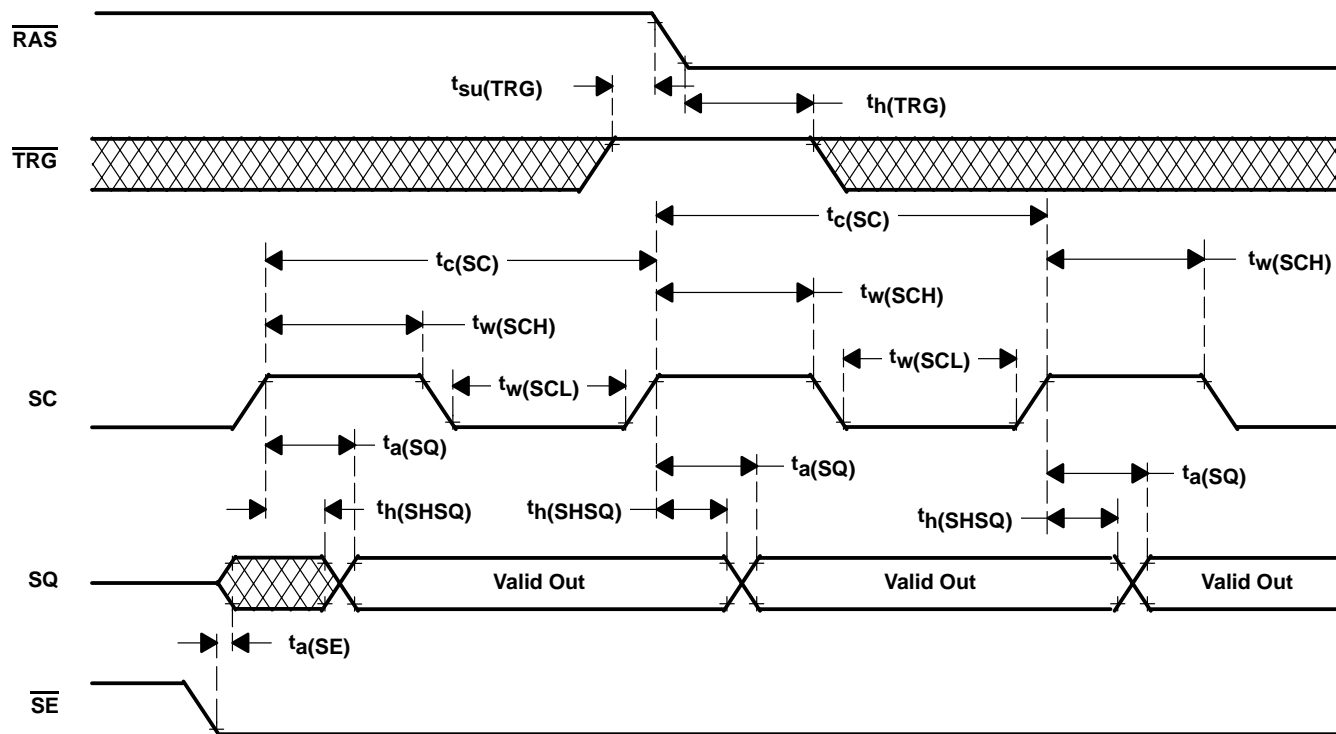 RAS
tsu(TRG)
th(TRG)
TRG
tc(SC)
tc(SC)
tw(SCH)
tw(SCH)
tw(SCH)
tw(SCL)
tw(SCL)
SC
ta(SQ)
ta(SQ)
ta(SQ)
th(SHSQ)
th(SHSQ)
th(SHSQ)
SQ
Valid Out
Valid Out
Valid Out
ta(SE)
SE